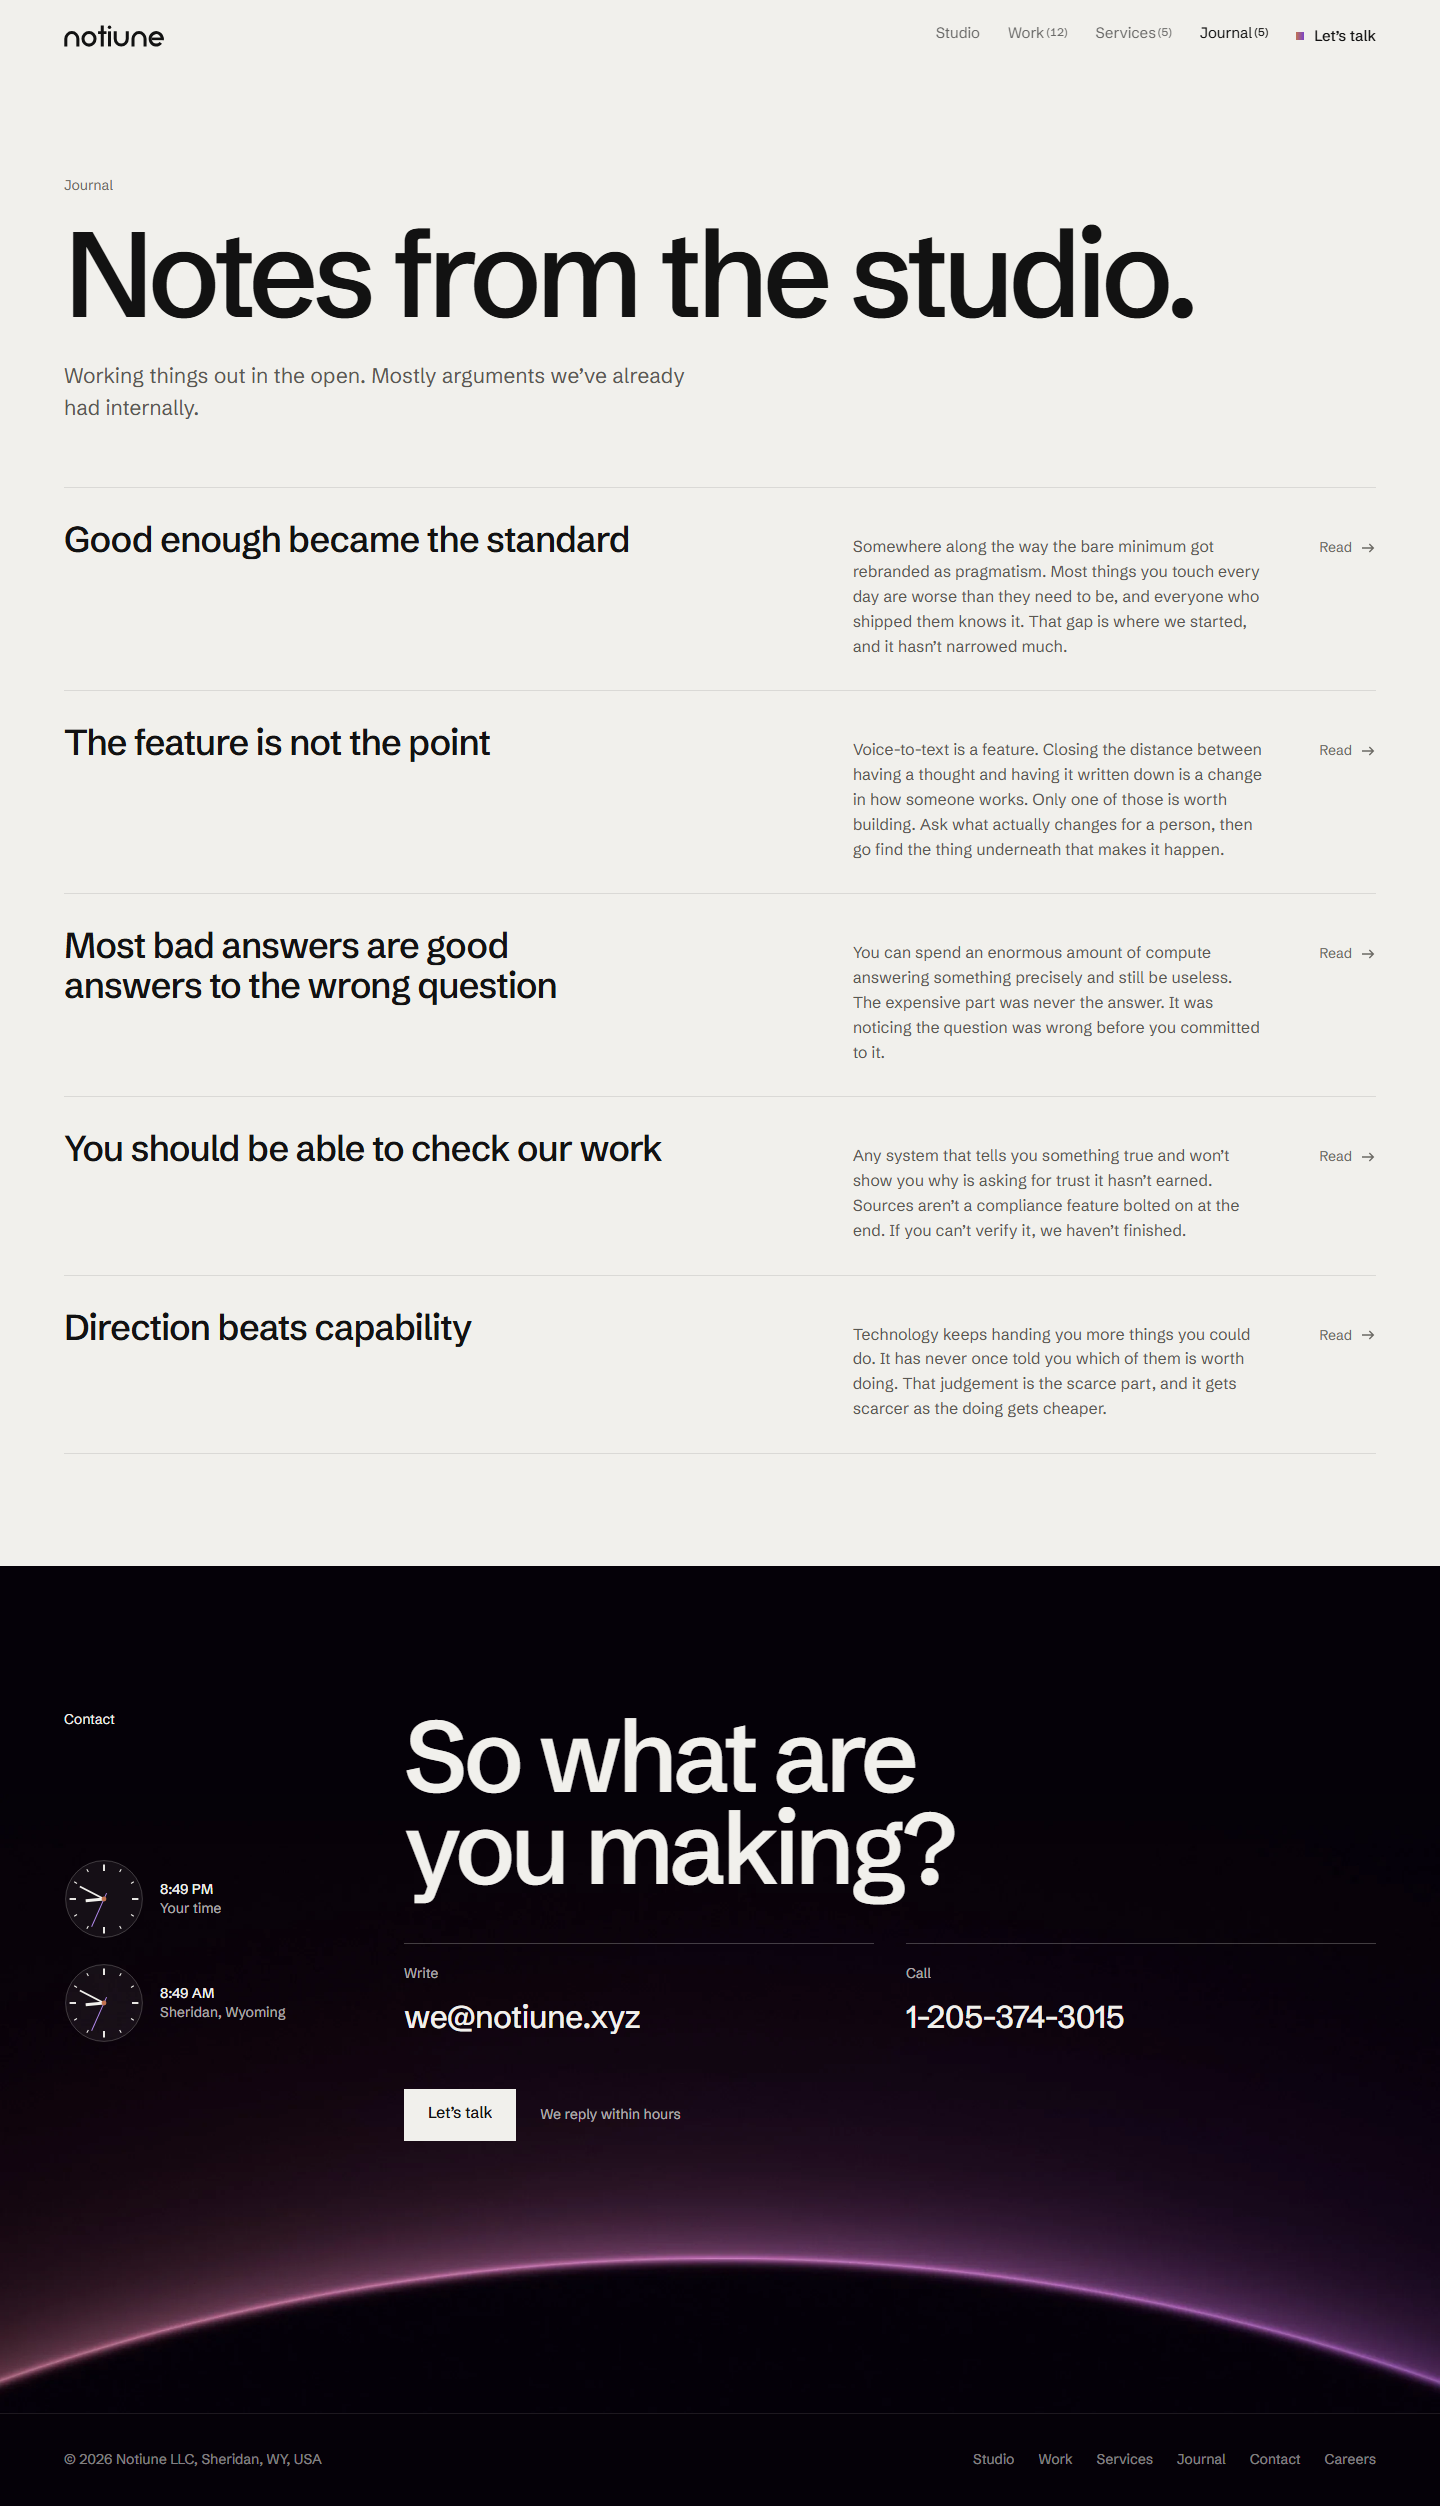 notiune
Studio
Work (12)
Services (5)
Journal (5)
Let’s talk
Journal
Notes from the studio.
Working things out in the open. Mostly arguments we’ve already
had internally.
Good enough became the standard
Somewhere along the way the bare minimum got
rebranded as pragmatism. Most things you touch every
day are worse than they need to be, and everyone who
shipped them knows it. That gap is where we started,
and it hasn’t narrowed much.
Read →
The feature is not the point
Voice-to-text is a feature. Closing the distance between
having a thought and having it written down is a change
in how someone works. Only one of those is worth
building. Ask what actually changes for a person, then
go find the thing underneath that makes it happen.
Read →
Most bad answers are good
answers to the wrong question
You can spend an enormous amount of compute
answering something precisely and still be useless.
The expensive part was never the answer. It was
noticing the question was wrong before you committed
to it.
Read →
You should be able to check our work
Any system that tells you something true and won’t
show you why is asking for trust it hasn’t earned.
Sources aren’t a compliance feature bolted on at the
end. If you can’t verify it, we haven’t finished.
Read →
Direction beats capability
Technology keeps handing you more things you could
do. It has never once told you which of them is worth
doing. That judgement is the scarce part, and it gets
scarcer as the doing gets cheaper.
Read →
Contact
So what are
you making?
8:49 PM
Your time
8:49 AM
Sheridan, Wyoming
Write
we@notiune.xyz
Call
1-205-374-3015
Let’s talk
We reply within hours
© 2026 Notiune LLC, Sheridan, WY, USA
Studio
Work
Services
Journal
Contact
Careers